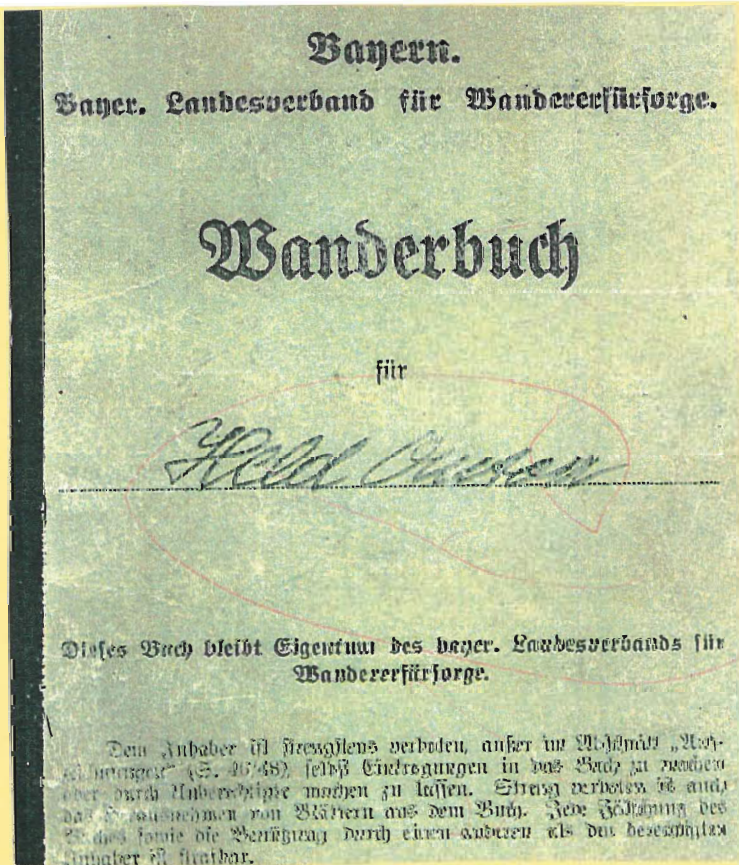 Bayern.
Bayer. Landesverband für Wandererfürsorge.
Wanderbuch
für
Held
Dieses Buch bleibt Eigentum des bayer. Landesverbands für
Wandererfürsorge.
Dem Inhaber ist strengstens verboten, außer im Abschnitt „Auf-
zeichnungen“ (S. 46/48), selbst Eintragungen in das Buch zu machen
oder durch Unberechtigte machen zu lassen. Streng verboten ist auch
das Herausnehmen von Blättern aus dem Buch. Jede Fälschung des
Buches sowie die Benützung durch einen anderen als den berechtigten
Inhaber ist strafbar.